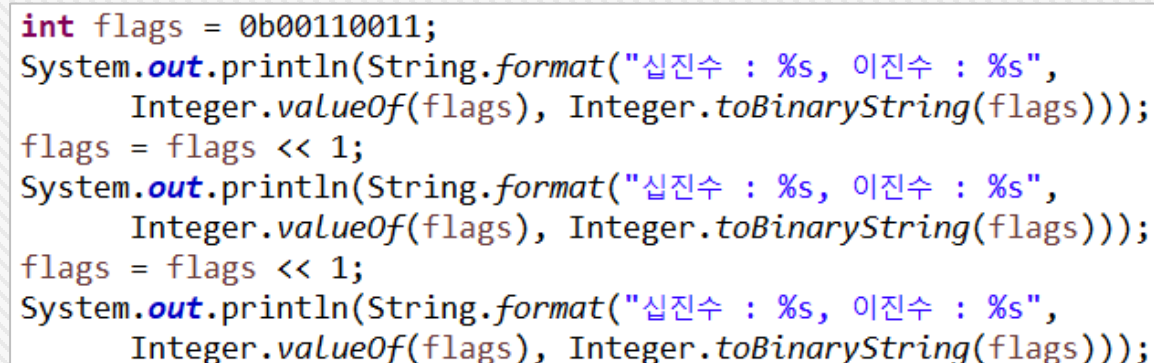 int flags = 0b00110011;
System.out.println(String.format("십진수 : %s, 이진수 : %s",
Integer.valueOf(flags), Integer.toBinaryString(flags)));
flags = flags << 1;
System.out.println(String.format("십진수 : %s, 이진수 : %s",
Integer.valueOf(flags), Integer.toBinaryString(flags)));
flags = flags << 1;
System.out.println(String.format("십진수 : %s, 이진수 : %s",
Integer.valueOf(flags), Integer.toBinaryString(flags)));